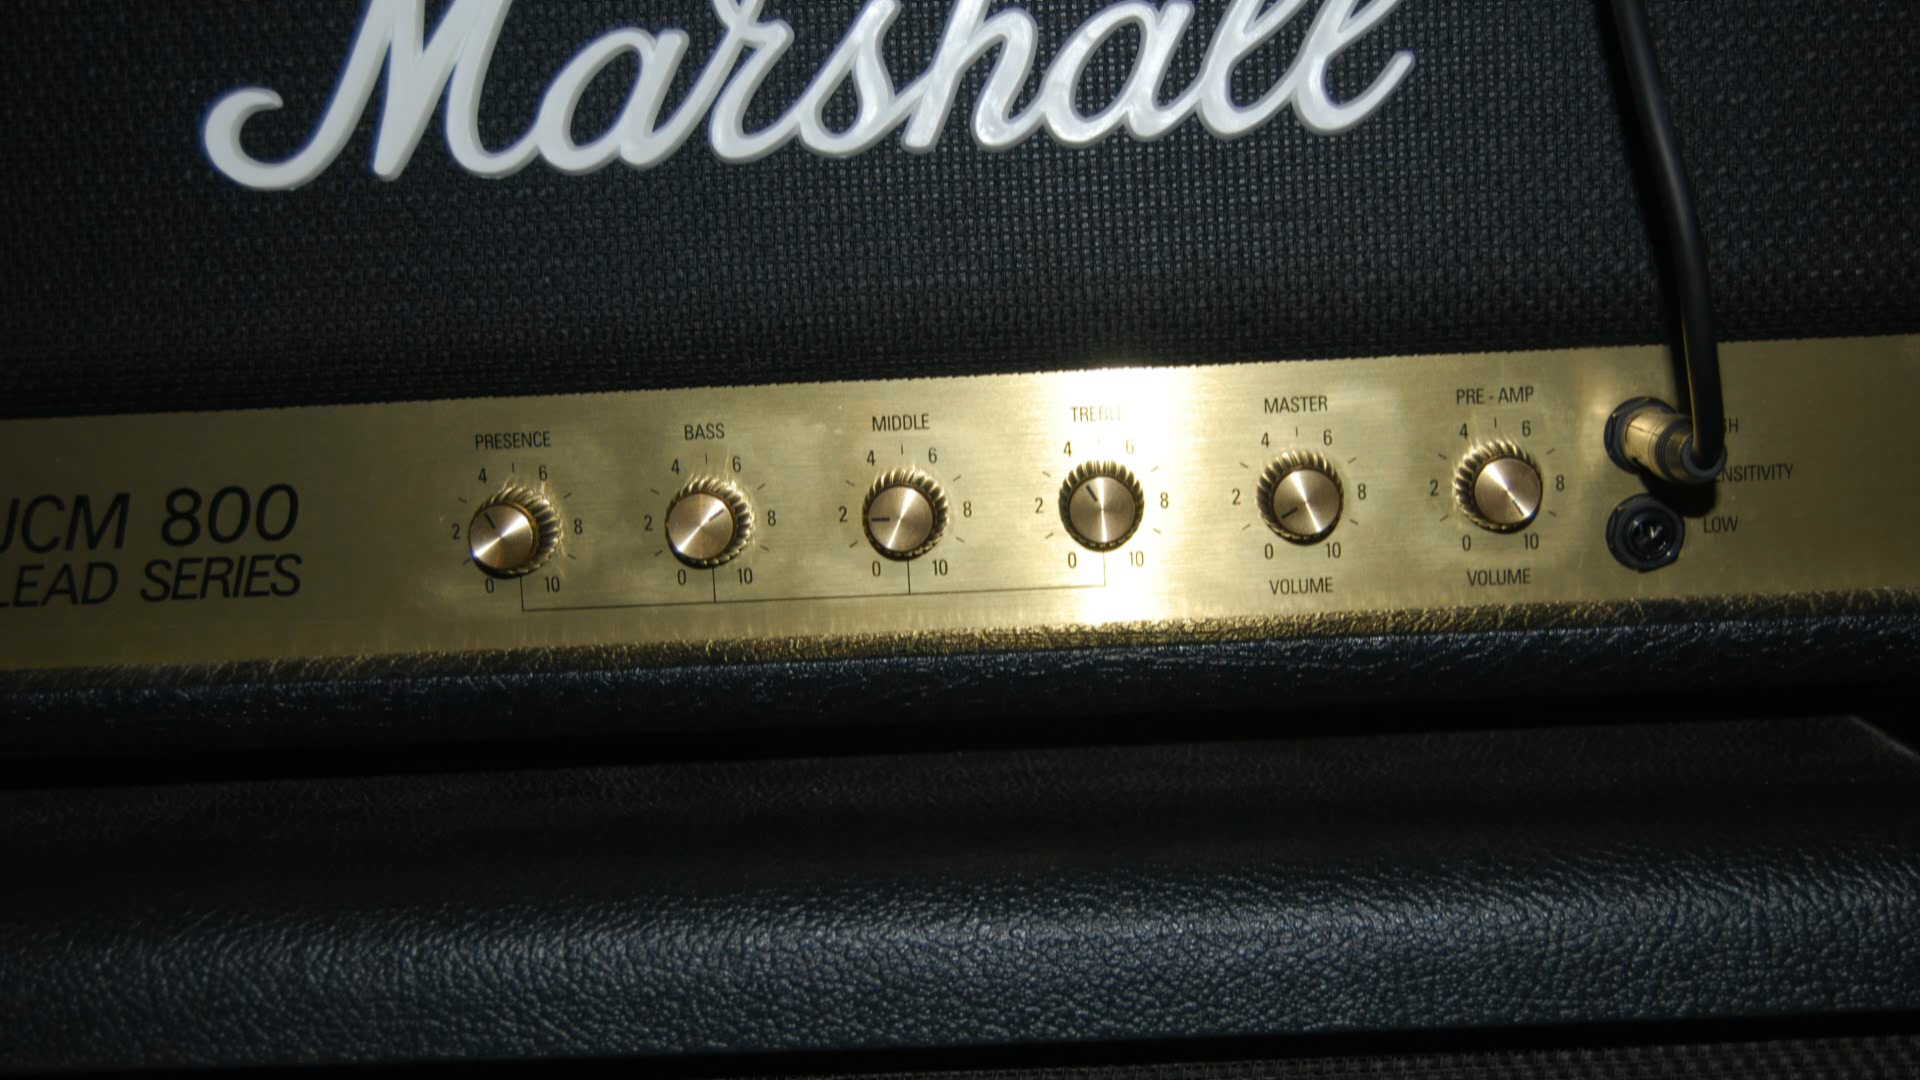 Marshall
JCM 800
LEAD SERIES
PRESENCE
0 2 4 6 8 10
BASS
0 2 4 6 8 10
MIDDLE
0 2 4 6 8 10
TREBLE
0 2 4 6 8 10
MASTER
0 2 4 6 8 10
VOLUME
PRE-AMP
0 2 4 6 8 10
VOLUME
LOW